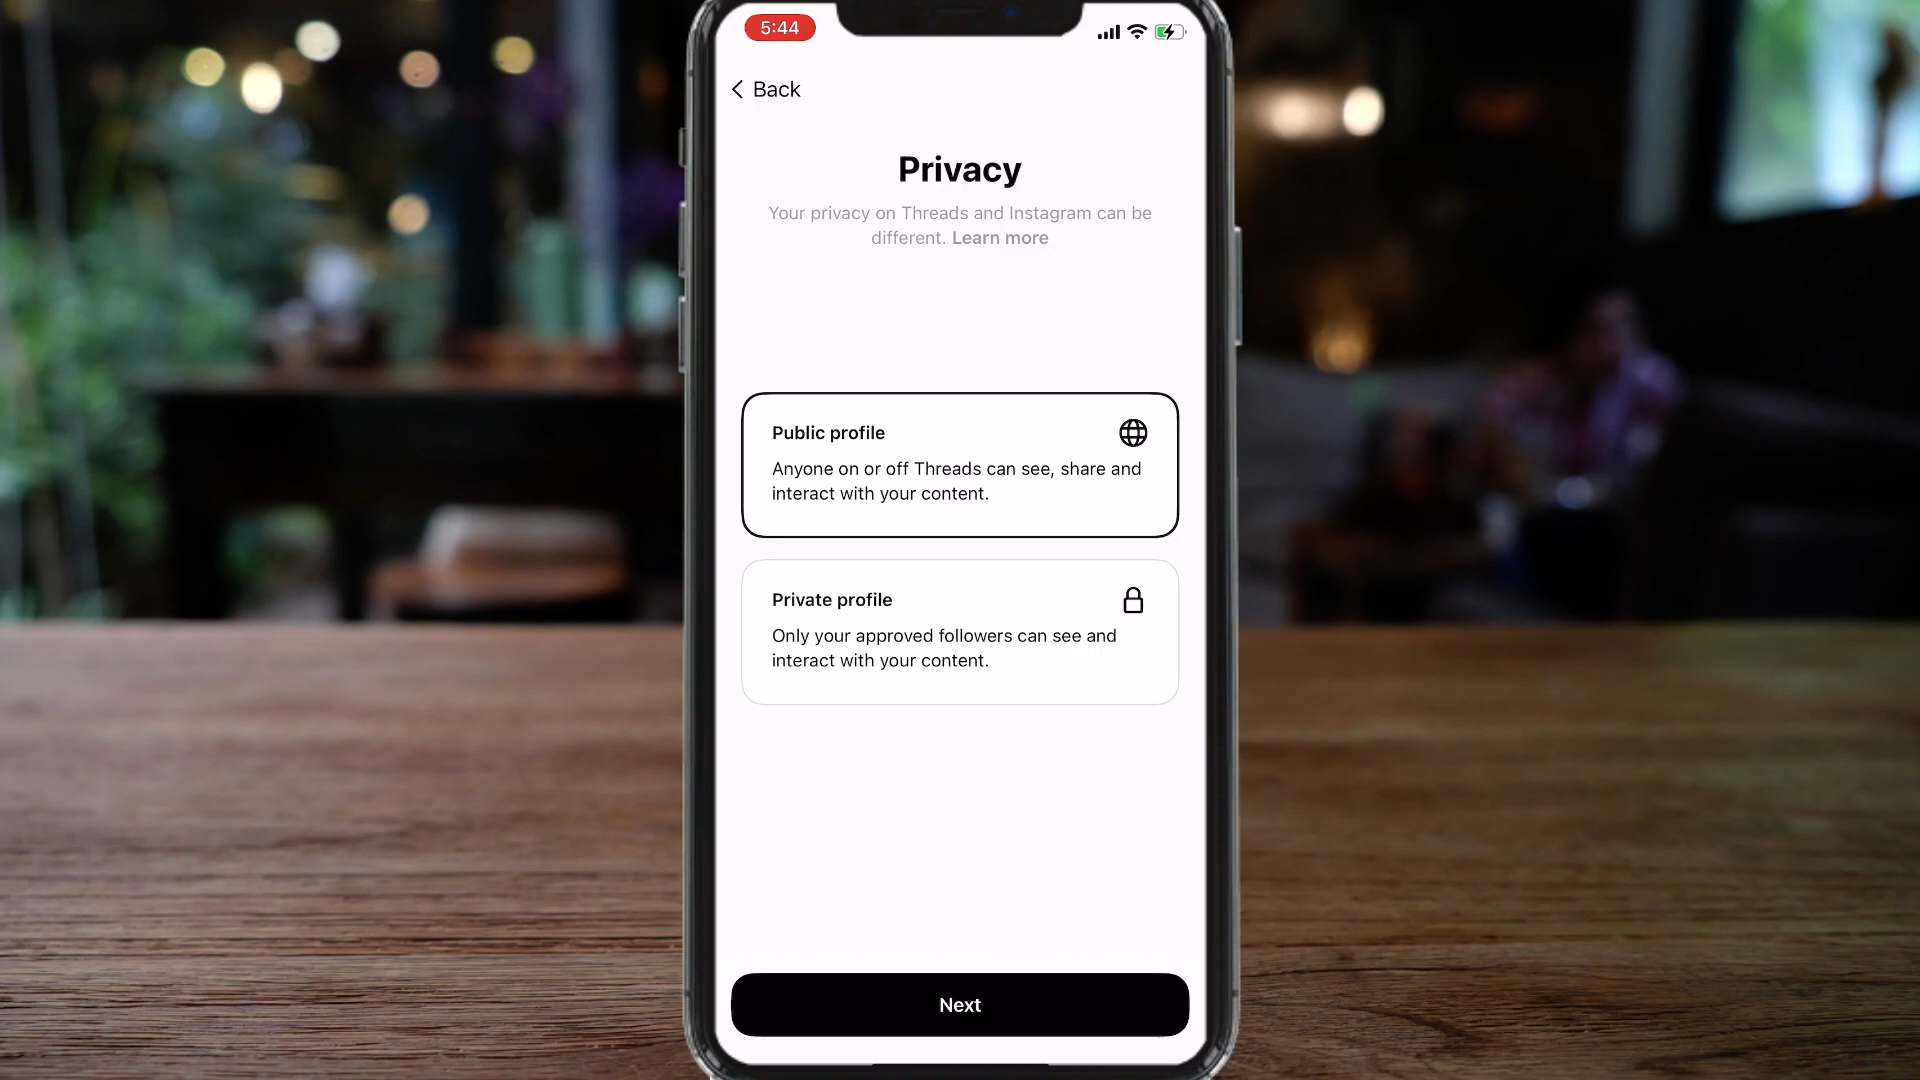 5:44
Back
Privacy
Your privacy on Threads and Instagram can be
different. Learn more
Public profile
Anyone on or off Threads can see, share and
interact with your content.
Private profile
Only your approved followers can see and
interact with your content.
Next